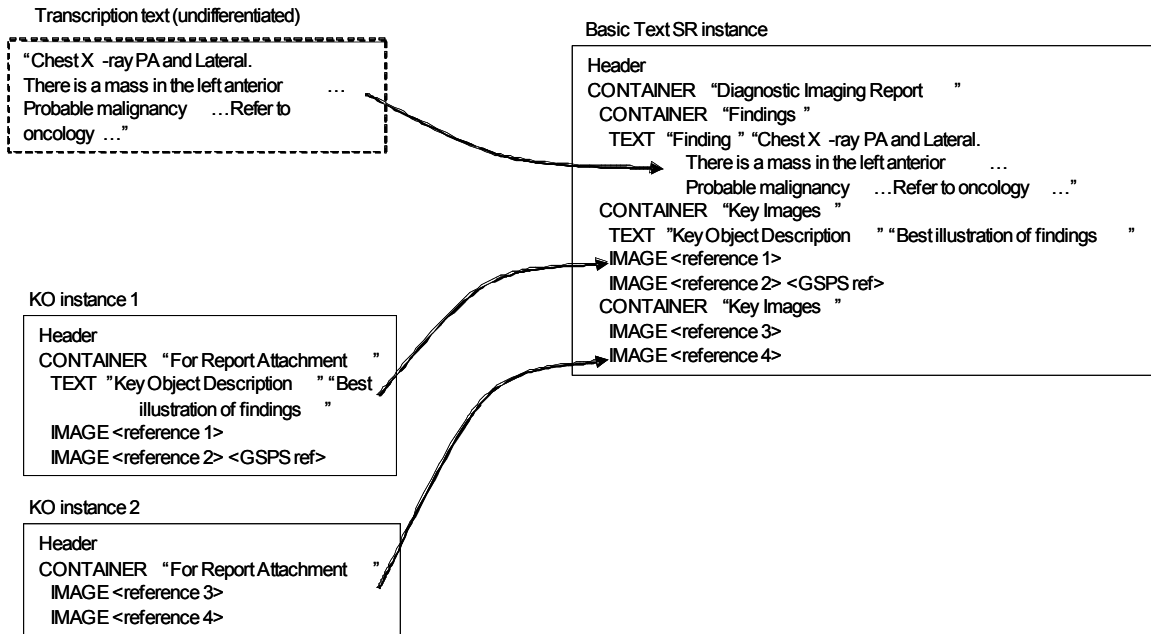 Transcription text (undifferentiated)
“Chest X -ray PA and Lateral.
There is a mass in the left anterior …
Probable malignancy …Refer to
oncology …”
KO instance 1
Header
CONTAINER “For Report Attachment ”
TEXT "Key Object Description ” “Best
illustration of findings ”
IMAGE <reference 1>
IMAGE <reference 2> <GSPS ref>
KO instance 2
Header
CONTAINER “For Report Attachment ”
IMAGE <reference 3>
IMAGE <reference 4>
Basic Text SR instance
Header
CONTAINER “Diagnostic Imaging Report ”
CONTAINER “Findings ”
TEXT “Finding ” “Chest X -ray PA and Lateral.
There is a mass in the left anterior …
Probable malignancy …Refer to oncology …”
CONTAINER “Key Images ”
TEXT "Key Object Description ” “Best illustration of findings ”
IMAGE <reference 1>
IMAGE <reference 2> <GSPS ref>
CONTAINER “Key Images ”
IMAGE <reference 3>
IMAGE <reference 4>